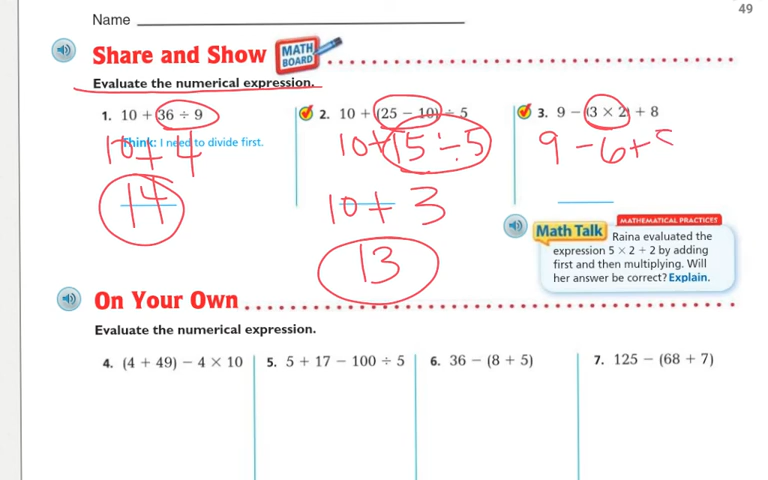 49
Name
Share and Show MATH BOARD
Evaluate the numerical expression.
1. 10 + 36 ÷ 9
Think: I need to divide first.
10 + 4
14
2. 10 + (25 − 10) ÷ 5
10 + 15 ÷ 5
10 + 3
13
3. 9 − (3 × 2) + 8
9 − 6 +
Math Talk MATHEMATICAL PRACTICES
Raina evaluated the
expression 5 × 2 + 2 by adding
first and then multiplying. Will
her answer be correct? Explain.
On Your Own
Evaluate the numerical expression.
4. (4 + 49) − 4 × 10
5. 5 + 17 − 100 ÷ 5
6. 36 − (8 + 5)
7. 125 − (68 + 7)